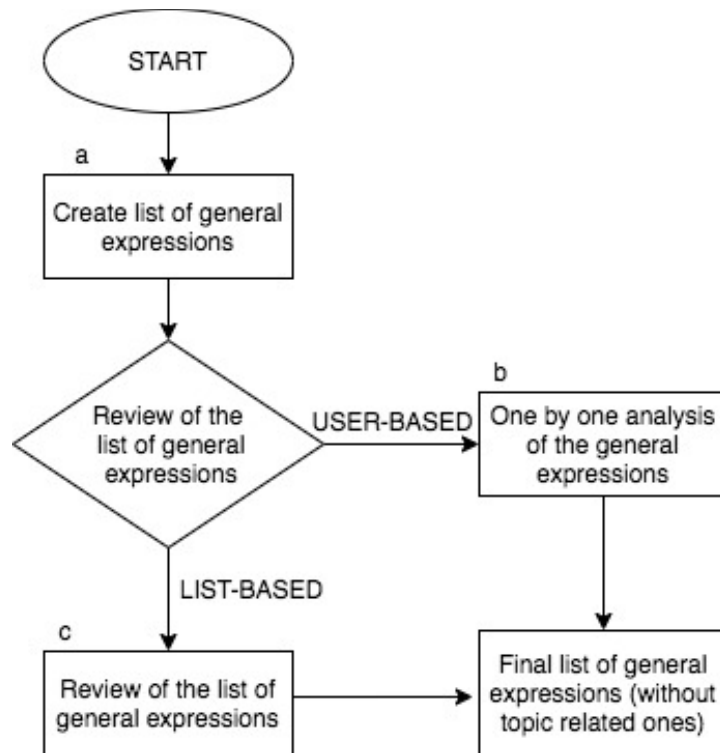 START
a
Create list of general
expressions
Review of the
list of general
expressions
USER-BASED
b
One by one analysis
of the general
expressions
LIST-BASED
c
Review of the list of
general expressions
Final list of general
expressions (without
topic related ones)